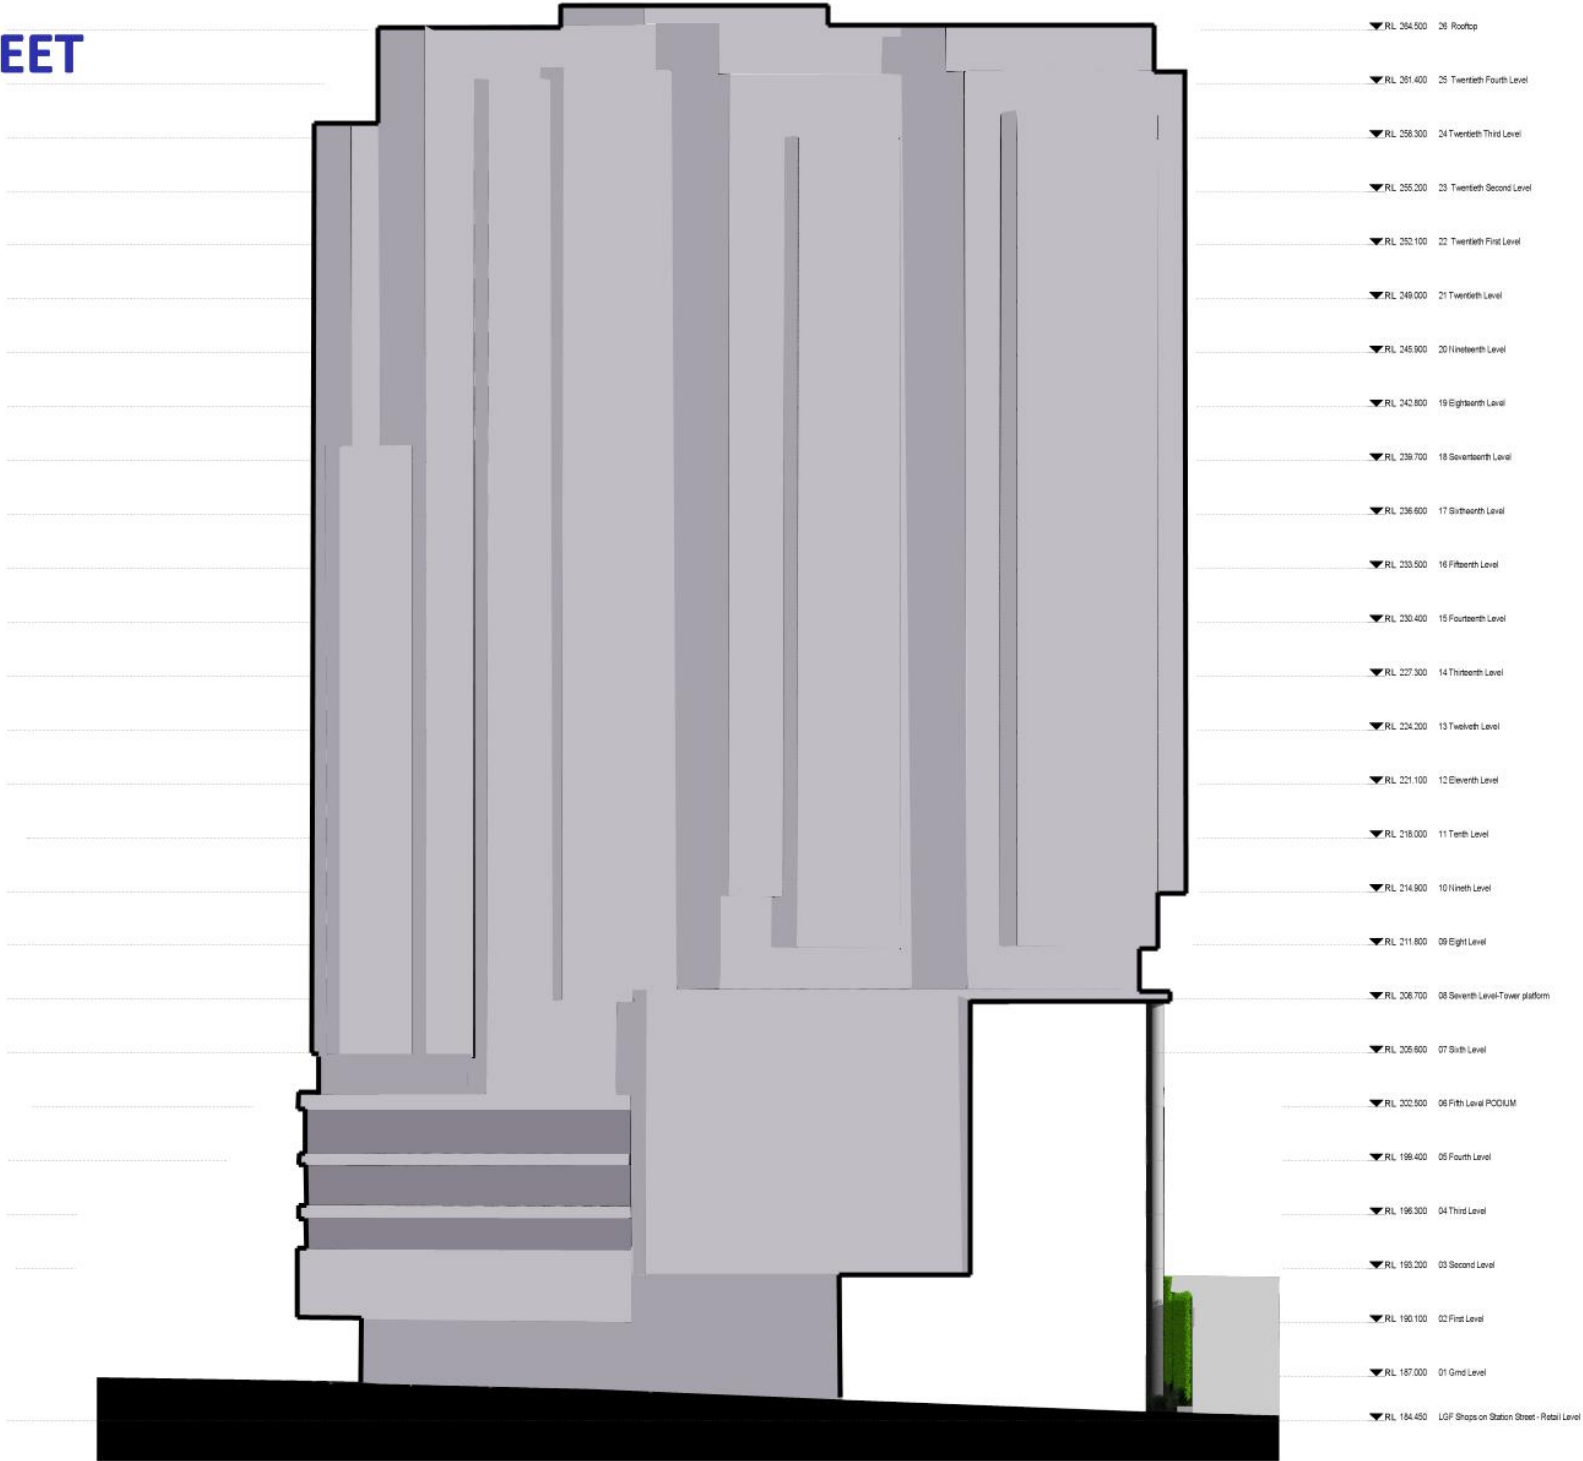 EET
RL 264.500 26 Rooftop
RL 261.400 25 Twentieth Fourth Level
RL 258.300 24 Twentieth Third Level
RL 255.200 23 Twentieth Second Level
RL 252.100 22 Twentieth First Level
RL 249.000 21 Twentieth Level
RL 245.900 20 Nineteenth Level
RL 242.800 19 Eighteenth Level
RL 239.700 18 Seventeenth Level
RL 236.600 17 Sixtheenth Level
RL 233.500 16 Fifteenth Level
RL 230.400 15 Fourteenth Level
RL 227.300 14 Thirteenth Level
RL 224.200 13 Twelveth Level
RL 221.100 12 Eleventh Level
RL 218.000 11 Tenth Level
RL 214.900 10 Nineth Level
RL 211.800 09 Eight Level
RL 208.700 08 Seventh Level-Tower platform
RL 205.600 07 Sixth Level
RL 202.500 06 Fifth Level PODIUM
RL 199.400 05 Fourth Level
RL 196.300 04 Third Level
RL 193.200 03 Second Level
RL 190.100 02 First Level
RL 187.000 01 Grnd Level
RL 184.450 LGF Shops on Station Street - Retail Level